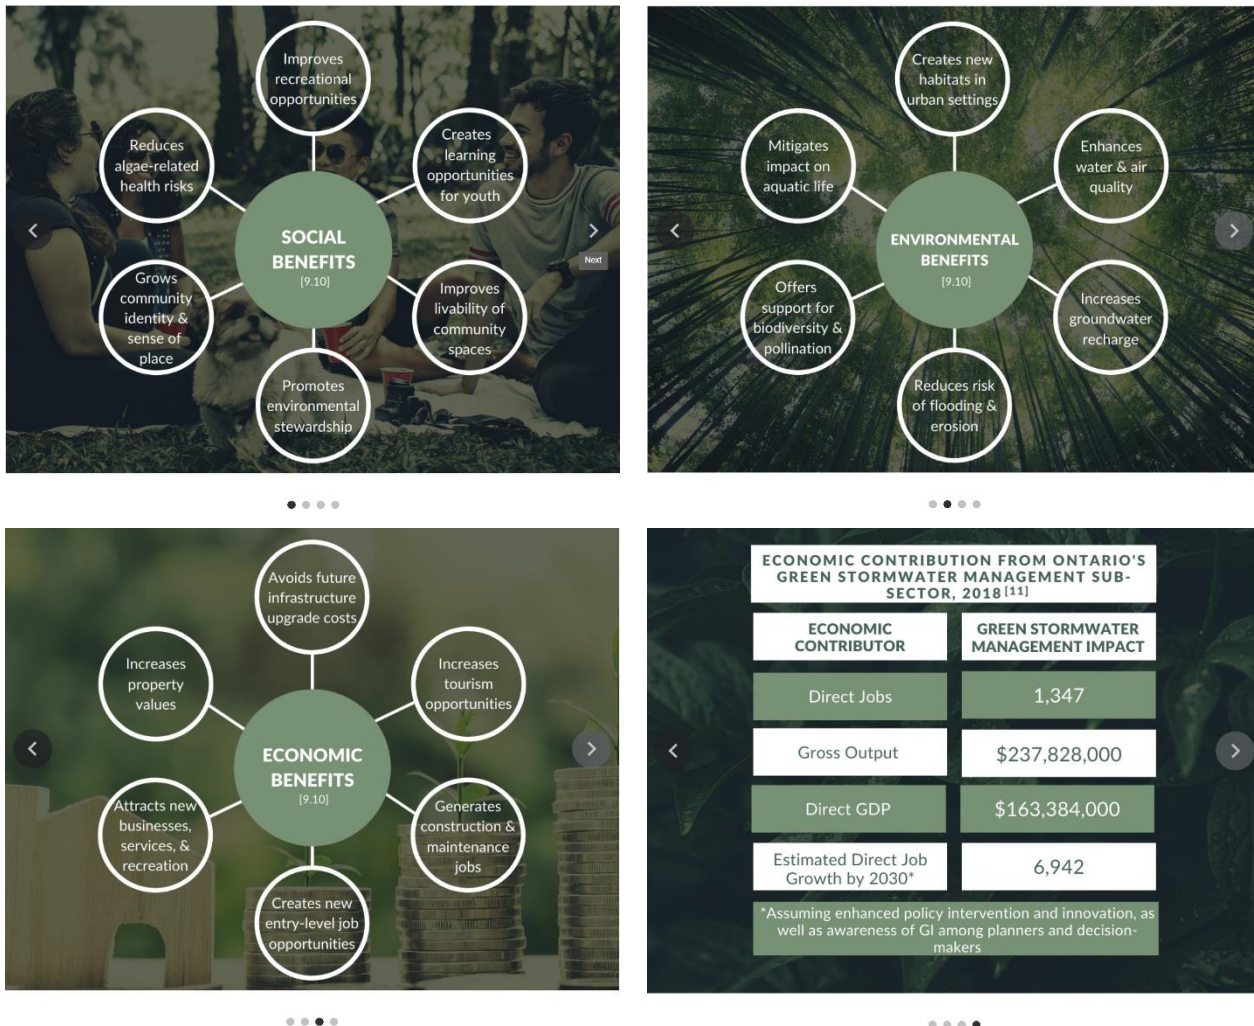 Improves
recreational
opportunities
Reduces
algae-related
health risks
Creates
learning
opportunities
for youth
SOCIAL
BENEFITS
[9.10]
Next
Grows
community
identity &
sense of
place
Improves
livability of
community
spaces
Promotes
environmental
stewardship
Creates new
habitats in
urban settings
Mitigates
impact on
aquatic life
Enhances
water & air
quality
ENVIRONMENTAL
BENEFITS
[9.10]
Offers
support for
biodiversity &
pollination
Increases
groundwater
recharge
Reduces risk
of flooding &
erosion
Avoids future
infrastructure
upgrade costs
Increases
property
values
Increases
tourism
opportunities
ECONOMIC
BENEFITS
[9.10]
Attracts new
businesses,
services, &
recreation
Generates
construction &
maintenance
jobs
Creates new
entry-level job
opportunities
ECONOMIC CONTRIBUTION FROM ONTARIO'S
GREEN STORMWATER MANAGEMENT SUB-
SECTOR, 2018 [11]
ECONOMIC
CONTRIBUTOR
GREEN STORMWATER
MANAGEMENT IMPACT
Direct Jobs
1,347
Gross Output
$237,828,000
Direct GDP
$163,384,000
Estimated Direct Job
Growth by 2030*
6,942
*Assuming enhanced policy intervention and innovation, as
well as awareness of GI among planners and decision-
makers